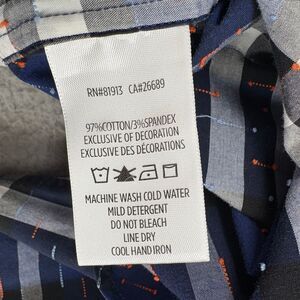 RN#81913 CA#26689
97%COTTON/3%SPANDEX
EXCLUSIVE OF DECORATION
EXCLUSIVE DES DÉCORATIONS
MACHINE WASH COLD WATER
MILD DETERGENT
DO NOT BLEACH
LINE DRY
COOL HAND IRON